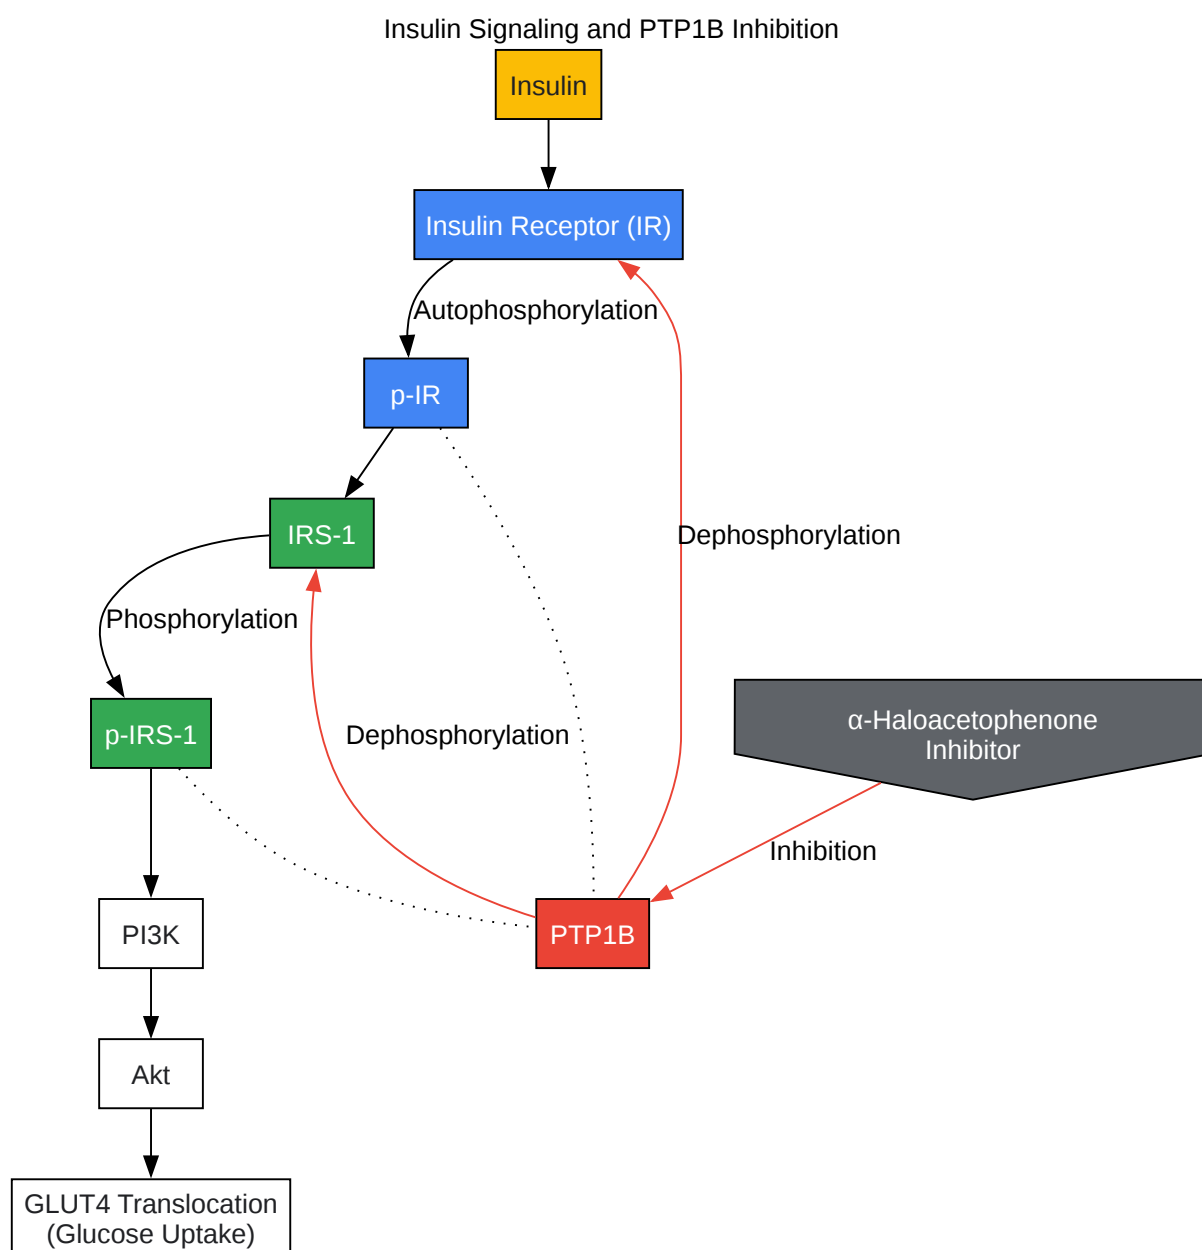 Insulin Signaling and PTP1B Inhibition
Insulin
Insulin Receptor (IR)
Autophosphorylation
p-IR
IRS-1
Dephosphorylation
Phosphorylation
p-IRS-1
Dephosphorylation
α-Haloacetophenone
Inhibitor
Inhibition
PI3K
PTP1B
Akt
GLUT4 Translocation
(Glucose Uptake)